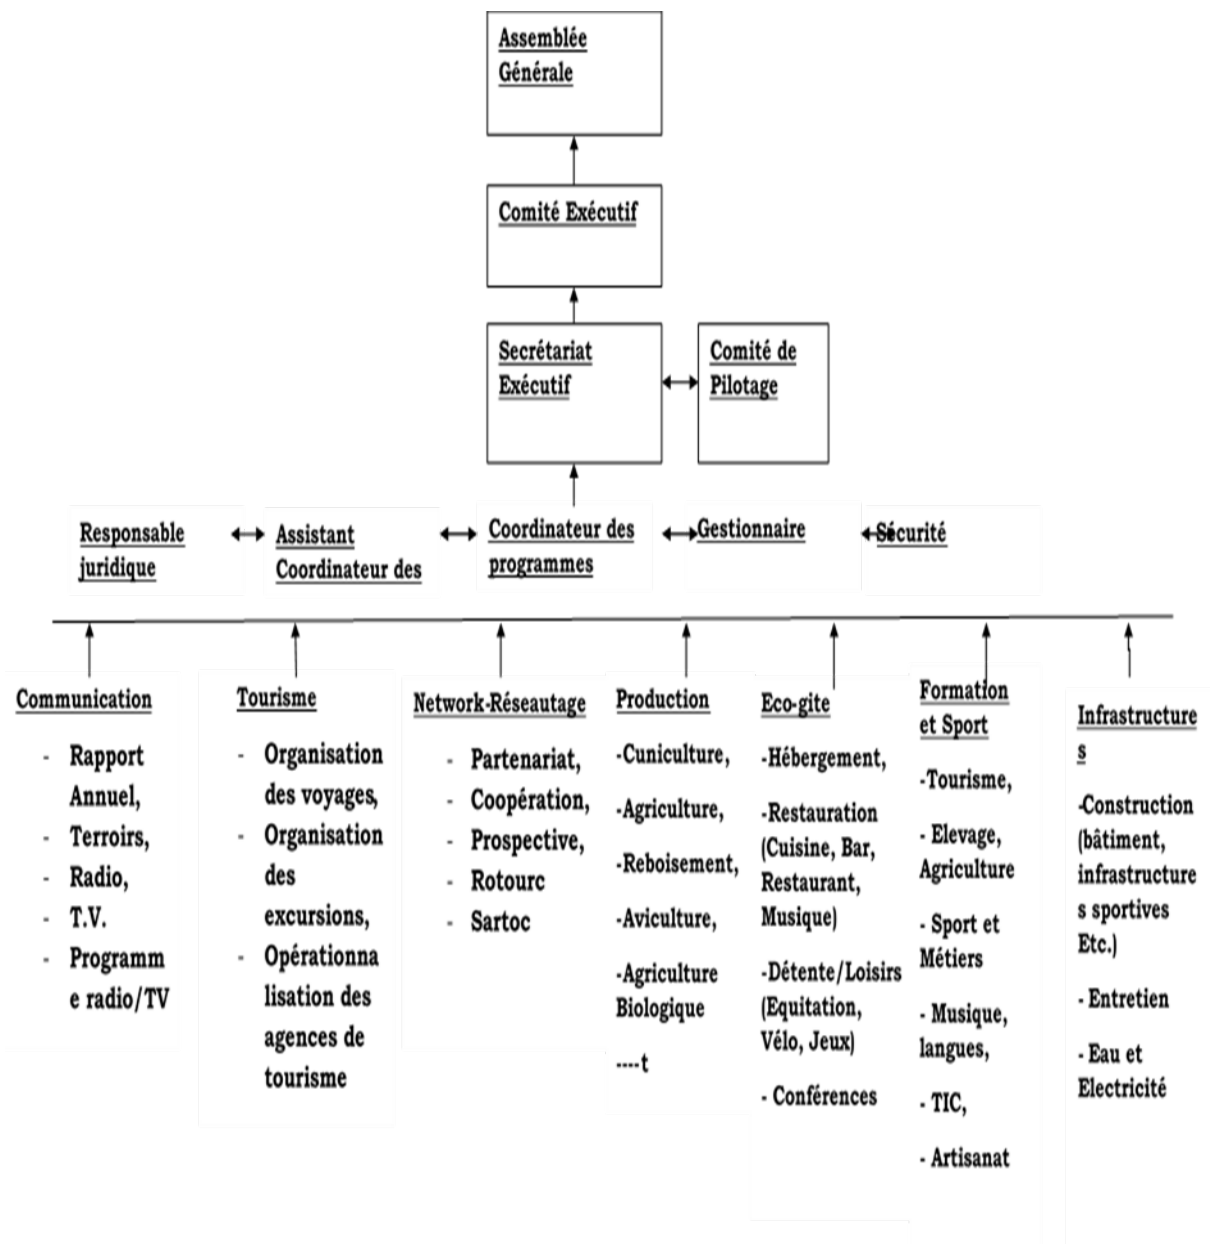 Assemblée
Générale
Comité Exécutif
Secrétariat
Exécutif
Comité de
Pilotage
Responsable
juridique
Assistant
Coordinateur des
Coordinateur des
programmes
Gestionnaire
Sécurité
Communication
- Rapport
Annuel,
- Terroirs,
- Radio,
- T.V.
- Programm
e radio/TV
Tourisme
- Organisation
des voyages,
- Organisation
des
excursions,
- Opérationna
lisation des
agences de
tourisme
Network-Réseautage
- Partenariat,
- Coopération,
- Prospective,
- Rotourc
- Sartoc
Production
-Cuniculture,
-Agriculture,
-Reboisement,
-Aviculture,
-Agriculture
Biologique
----t
Eco-gite
-Hébergement,
-Restauration
(Cuisine, Bar,
Restaurant,
Musique)
-Détente/Loisirs
(Equitation,
Vélo, Jeux)
- Conférences
Formation
et Sport
-Tourisme,
- Elevage,
Agriculture
- Sport et
Métiers
- Musique,
langues,
- TIC,
- Artisanat
Infrastructure
s
-Construction
(bâtiment,
infrastructure
s sportives
Etc.)
- Entretien
- Eau et
Electricité